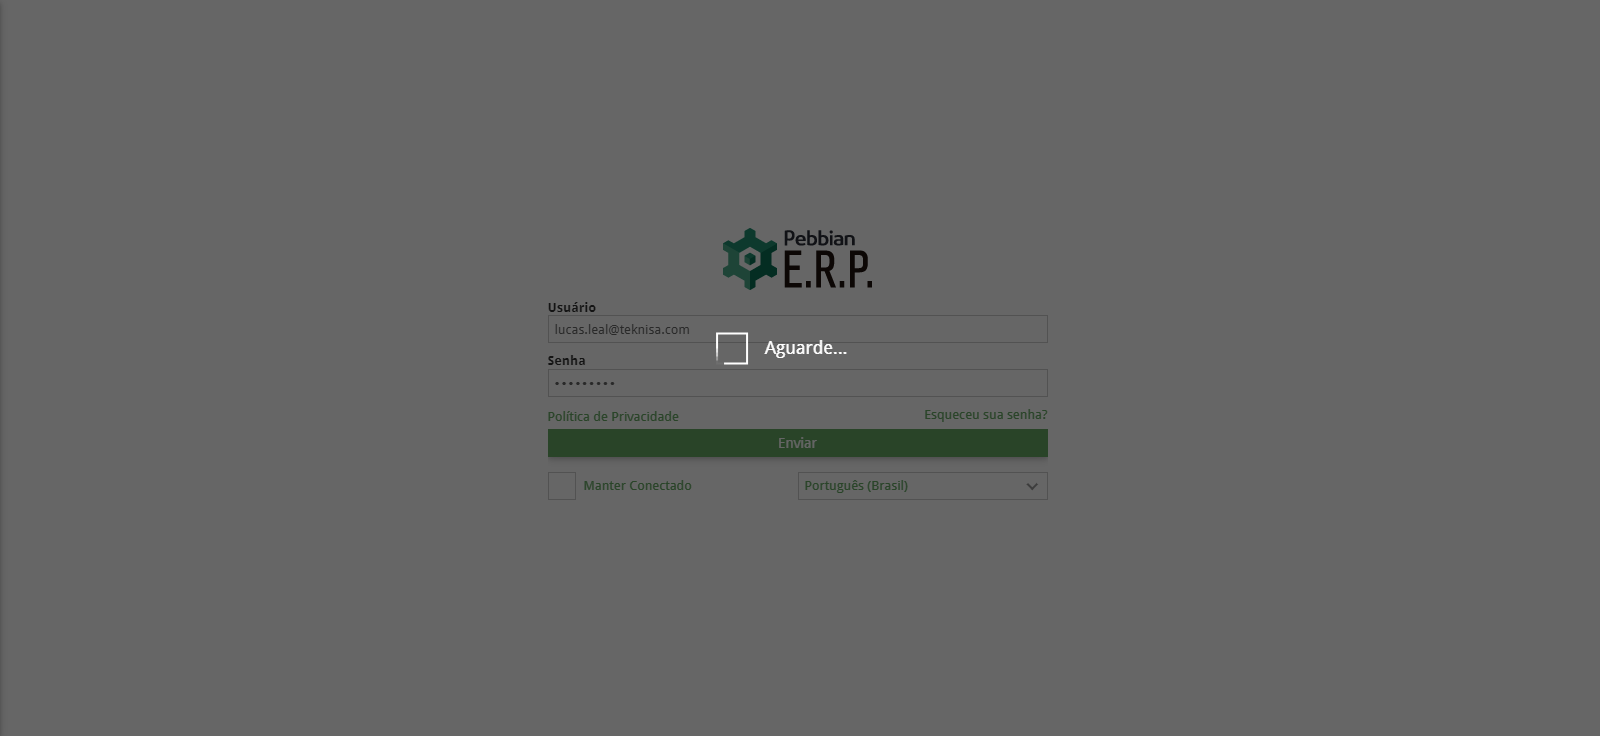 Pebbian
E.R.P.
Usuário
lucas.leal@teknisa.com
Aguarde...
Senha
•••••••••
Política de Privacidade
Esqueceu sua senha?
Enviar
Manter Conectado
Português (Brasil)